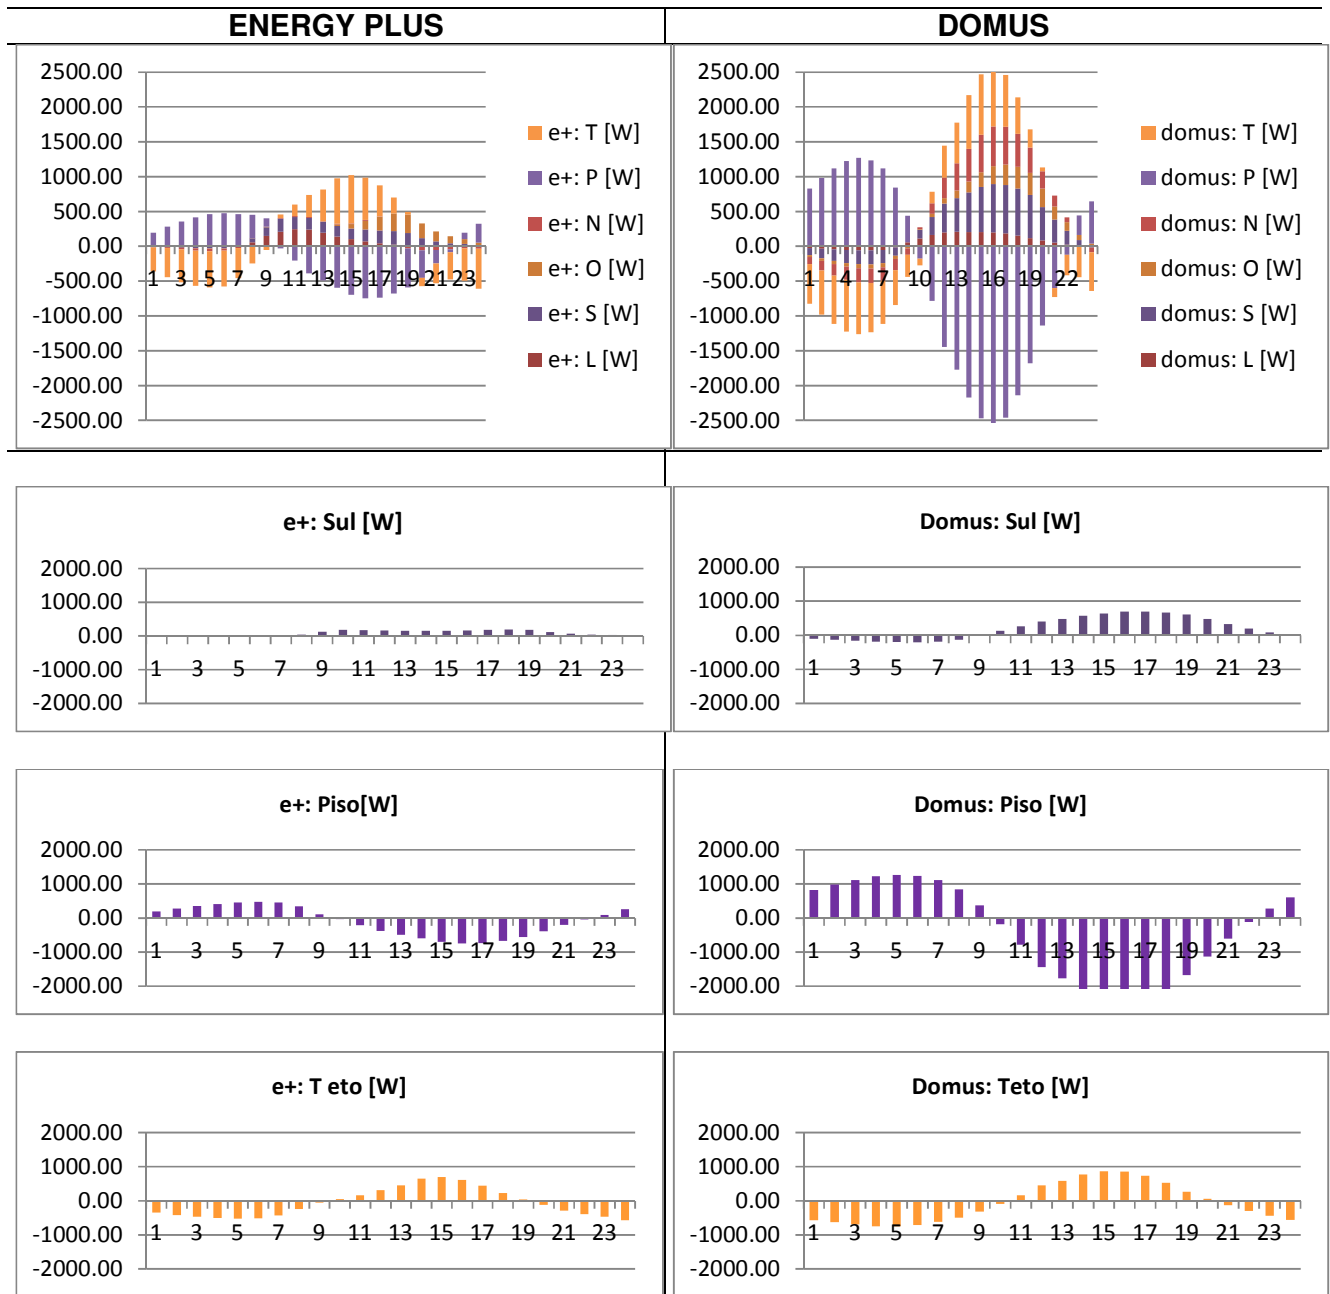 ENERGY PLUS
DOMUS
2500.00
2000.00
1500.00
1000.00
500.00
0.00
-500.00
-1000.00
-1500.00
-2000.00
-2500.00
1 3 5 7 9 11 13 15 17 19 21 23
e+: T [W]
e+: P [W]
e+: N [W]
e+: O [W]
e+: S [W]
e+: L [W]
2500.00
2000.00
1500.00
1000.00
500.00
0.00
-500.00
-1000.00
-1500.00
-2000.00
-2500.00
1 4 7 10 13 16 19 22
domus: T [W]
domus: P [W]
domus: N [W]
domus: O [W]
domus: S [W]
domus: L [W]
e+: Sul [W]
2000.00
1000.00
0.00
-1000.00
-2000.00
1 3 5 7 9 11 13 15 17 19 21 23
Domus: Sul [W]
2000.00
1000.00
0.00
-1000.00
-2000.00
1 3 5 7 9 11 13 15 17 19 21 23
e+: Piso[W]
2000.00
1000.00
0.00
-1000.00
-2000.00
1 3 5 7 9 11 13 15 17 19 21 23
Domus: Piso [W]
2000.00
1000.00
0.00
-1000.00
-2000.00
1 3 5 7 9 11 13 15 17 19 21 23
e+: T eto [W]
2000.00
1000.00
0.00
-1000.00
-2000.00
1 3 5 7 9 11 13 15 17 19 21 23
Domus: Teto [W]
2000.00
1000.00
0.00
-1000.00
-2000.00
1 3 5 7 9 11 13 15 17 19 21 23